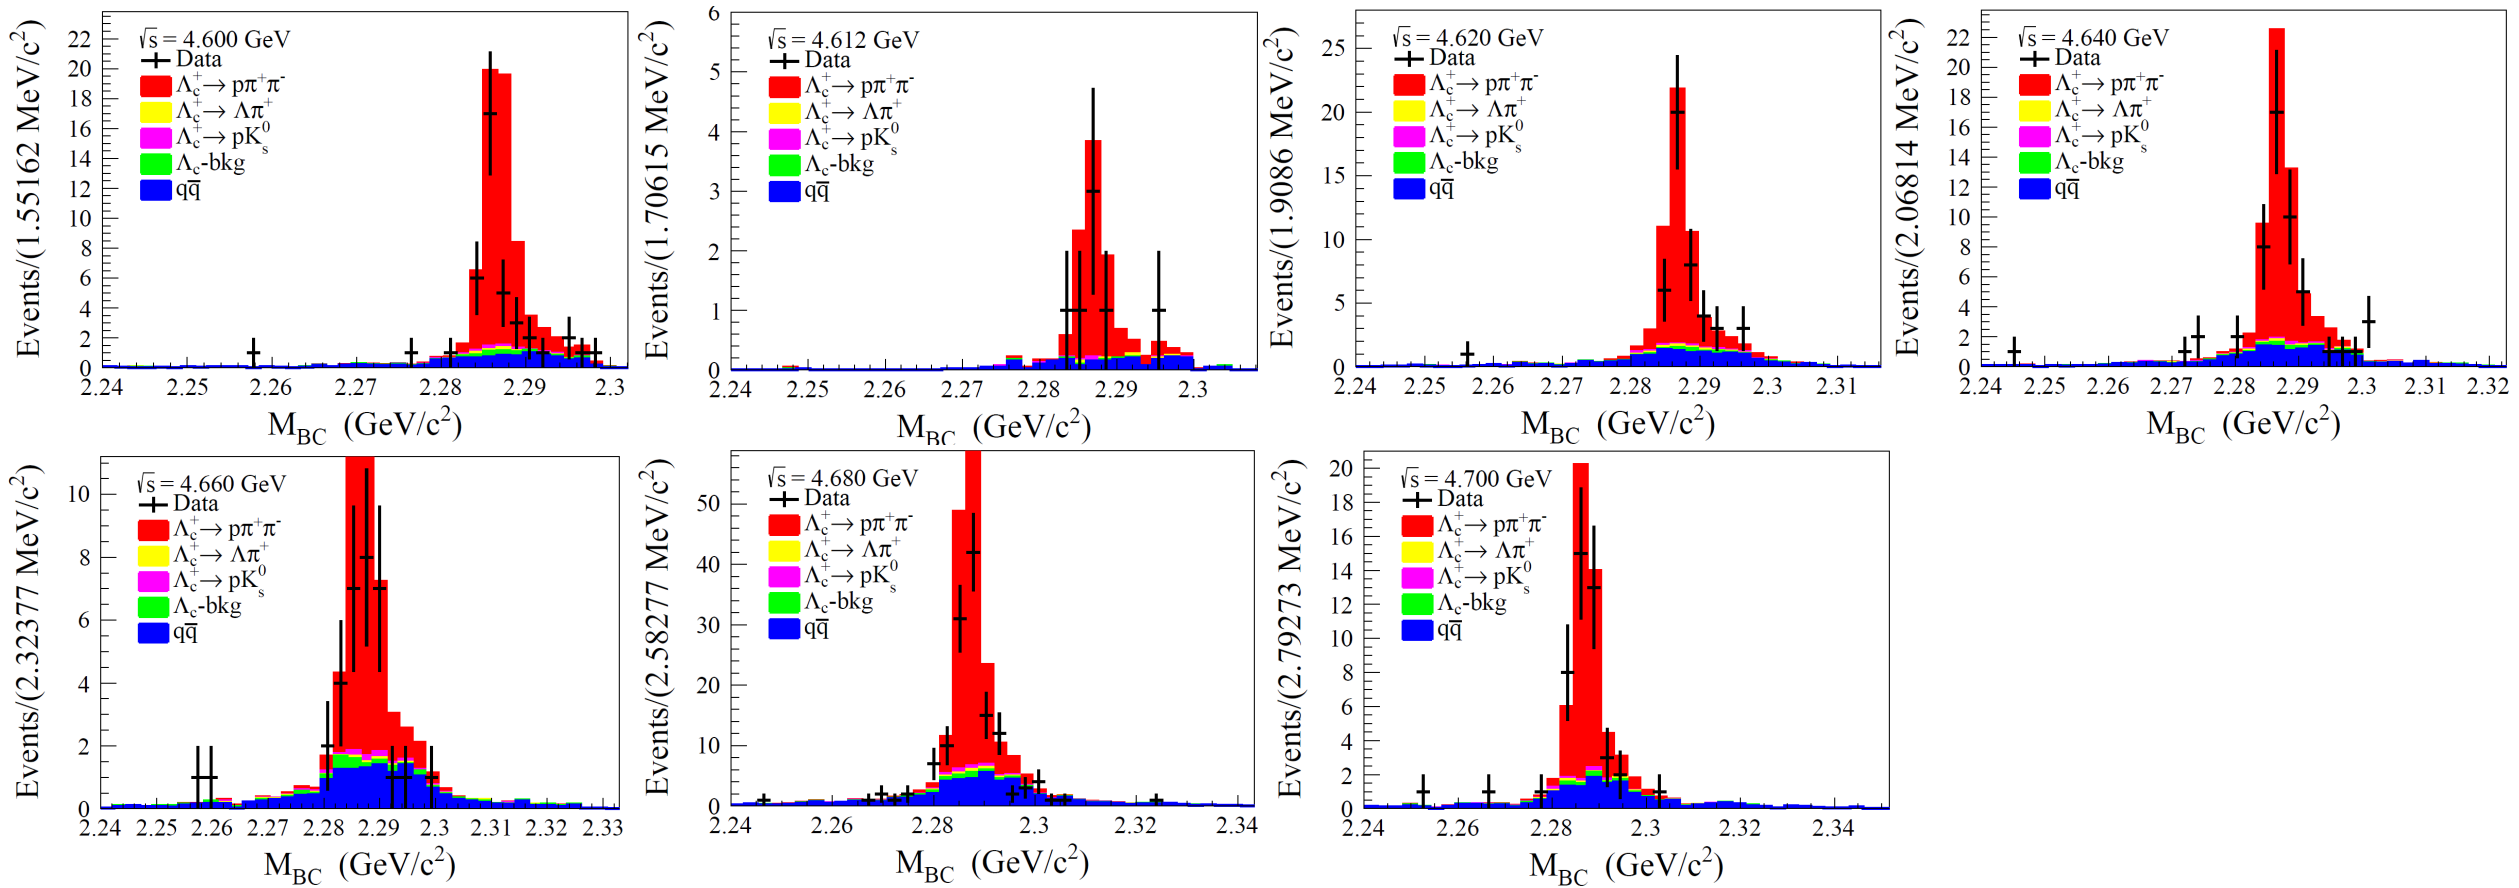 Events/(1.55162 MeV/c²)
√s = 4.600 GeV
Data
Λc⁺→ pπ⁺π⁻
Λc⁺→ Λπ⁺
Λc⁺→ pKs⁰
Λc-bkg
qq̅
22
20
18
16
14
12
10
8
6
4
2
0
2.24 2.25 2.26 2.27 2.28 2.29 2.3
M_BC (GeV/c²)
Events/(1.70615 MeV/c²)
√s = 4.612 GeV
Data
Λc⁺→ pπ⁺π⁻
Λc⁺→ Λπ⁺
Λc⁺→ pKs⁰
Λc-bkg
qq̅
6
5
4
3
2
1
0
2.24 2.25 2.26 2.27 2.28 2.29 2.3
M_BC (GeV/c²)
Events/(1.9086 MeV/c²)
√s = 4.620 GeV
Data
Λc⁺→ pπ⁺π⁻
Λc⁺→ Λπ⁺
Λc⁺→ pKs⁰
Λc-bkg
qq̅
25
20
15
10
5
0
2.24 2.25 2.26 2.27 2.28 2.29 2.3 2.31
M_BC (GeV/c²)
Events/(2.06814 MeV/c²)
√s = 4.640 GeV
Data
Λc⁺→ pπ⁺π⁻
Λc⁺→ Λπ⁺
Λc⁺→ pKs⁰
Λc-bkg
qq̅
22
20
18
16
14
12
10
8
6
4
2
0
2.24 2.25 2.26 2.27 2.28 2.29 2.3 2.31 2.32
M_BC (GeV/c²)
Events/(2.32377 MeV/c²)
√s = 4.660 GeV
Data
Λc⁺→ pπ⁺π⁻
Λc⁺→ Λπ⁺
Λc⁺→ pKs⁰
Λc-bkg
qq̅
10
8
6
4
2
0
2.24 2.25 2.26 2.27 2.28 2.29 2.3 2.31 2.32 2.33
M_BC (GeV/c²)
Events/(2.58277 MeV/c²)
√s = 4.680 GeV
Data
Λc⁺→ pπ⁺π⁻
Λc⁺→ Λπ⁺
Λc⁺→ pKs⁰
Λc-bkg
qq̅
50
40
30
20
10
0
2.24 2.26 2.28 2.3 2.32 2.34
M_BC (GeV/c²)
Events/(2.79273 MeV/c²)
√s = 4.700 GeV
Data
Λc⁺→ pπ⁺π⁻
Λc⁺→ Λπ⁺
Λc⁺→ pKs⁰
Λc-bkg
qq̅
20
18
16
14
12
10
8
6
4
2
0
2.24 2.26 2.28 2.3 2.32 2.34
M_BC (GeV/c²)